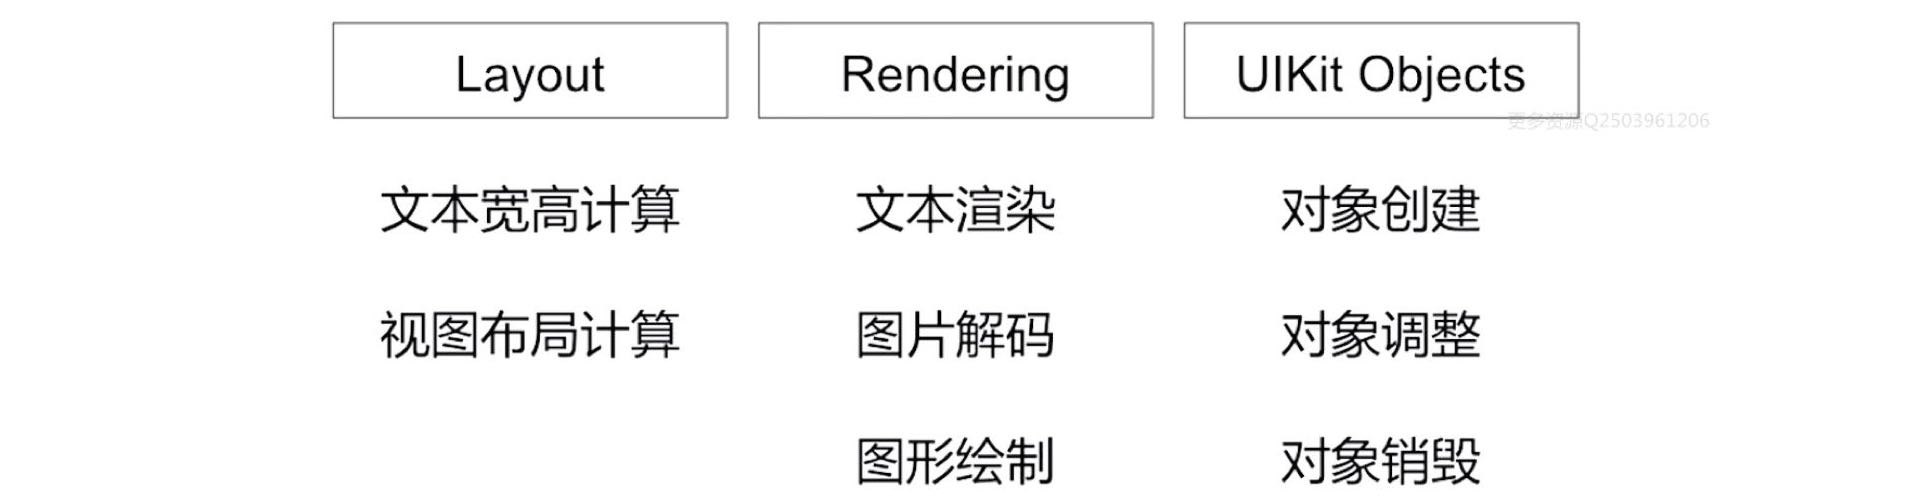 Layout Rendering UIKit Objects
更多资源Q2503961206
文本宽高计算 文本渲染 对象创建
视图布局计算 图片解码 对象调整
图形绘制 对象销毁